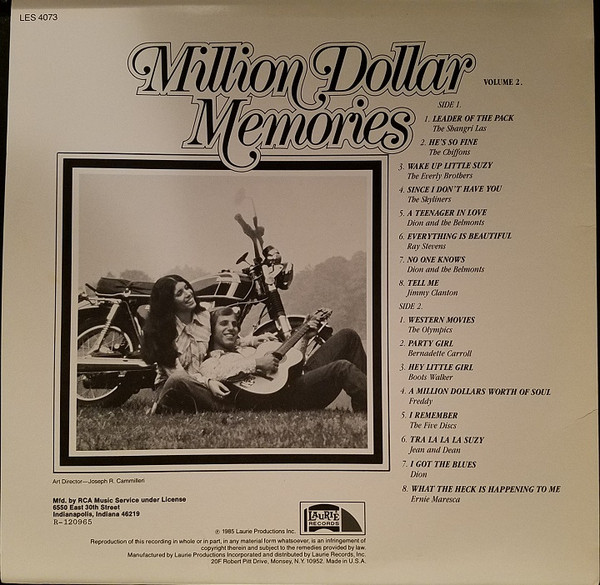 LES 4073
Million Dollar
Memories
VOLUME 2.
SIDE 1.
1. LEADER OF THE PACK
The Shangri Las
2. HE'S SO FINE
The Chiffons
3. WAKE UP LITTLE SUZY
The Everly Brothers
4. SINCE I DON'T HAVE YOU
The Skyliners
5. A TEENAGER IN LOVE
Dion and the Belmonts
6. EVERYTHING IS BEAUTIFUL
Ray Stevens
7. NO ONE KNOWS
Dion and the Belmonts
8. TELL ME
Jimmy Clanton
SIDE 2.
1. WESTERN MOVIES
The Olympics
2. PARTY GIRL
Bernadette Carroll
3. HEY LITTLE GIRL
Boots Walker
4. A MILLION DOLLARS WORTH OF SOUL
Freddy
5. I REMEMBER
The Five Discs
6. TRA LA LA LA SUZY
Jean and Dean
7. I GOT THE BLUES
Dion
8. WHAT THE HECK IS HAPPENING TO ME
Ernie Maresca
Art Director—Joseph R. Cammilleri
Mfd. by RCA Music Service under License
6550 East 30th Street
Indianapolis, Indiana 46219
R-120965
℗ 1985 Laurie Productions Inc.
LAURIE
RECORDS
Reproduction of this recording in whole or in part, in any material form whatsoever, is an infringement of
copyright therein and subject to the remedies provided by law.
Manufactured by Laurie Productions Incorporated and distributed by Laurie Records, Inc.
20F Robert Pitt Drive, Monsey, N.Y. 10952, Made in U.S.A.